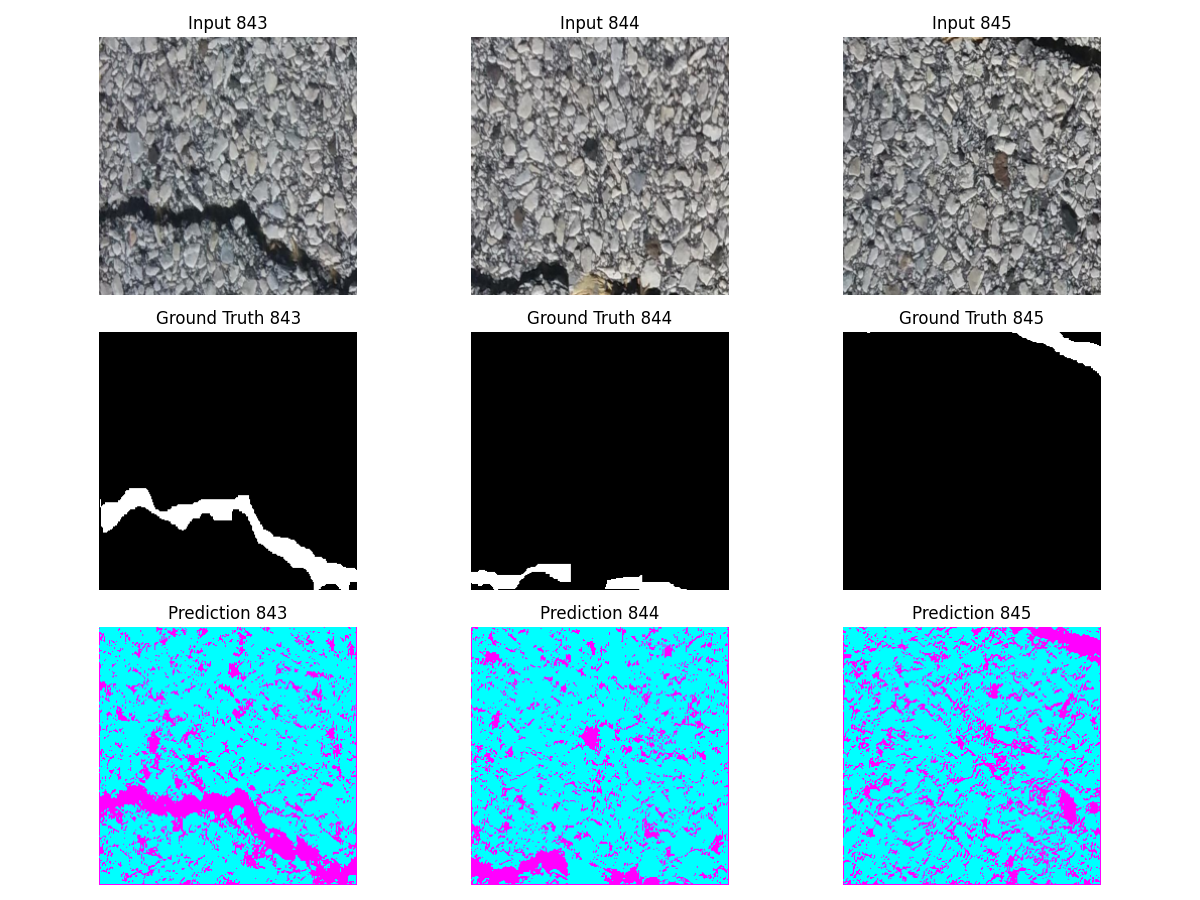 Input 843
Input 844
Input 845
Ground Truth 843
Ground Truth 844
Ground Truth 845
Prediction 843
Prediction 844
Prediction 845